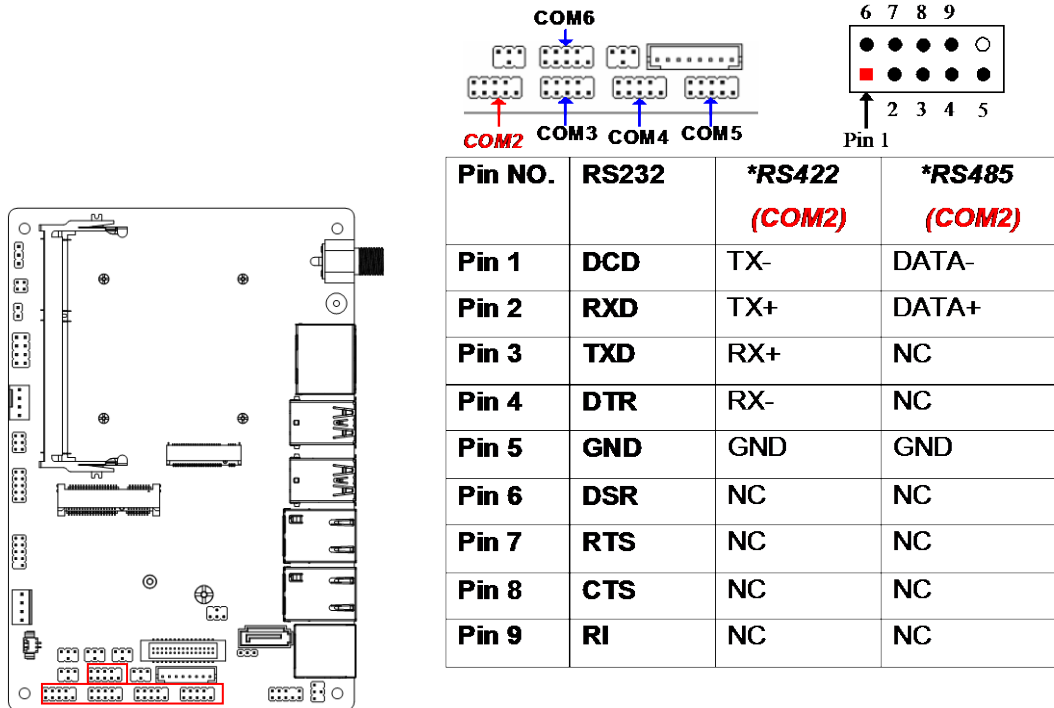 COM6
COM2 COM3 COM4 COM5
6 7 8 9
2 3 4 5
Pin 1
Pin NO. RS232 *RS422 (COM2) *RS485 (COM2)
Pin 1 DCD TX- DATA-
Pin 2 RXD TX+ DATA+
Pin 3 TXD RX+ NC
Pin 4 DTR RX- NC
Pin 5 GND GND GND
Pin 6 DSR NC NC
Pin 7 RTS NC NC
Pin 8 CTS NC NC
Pin 9 RI NC NC